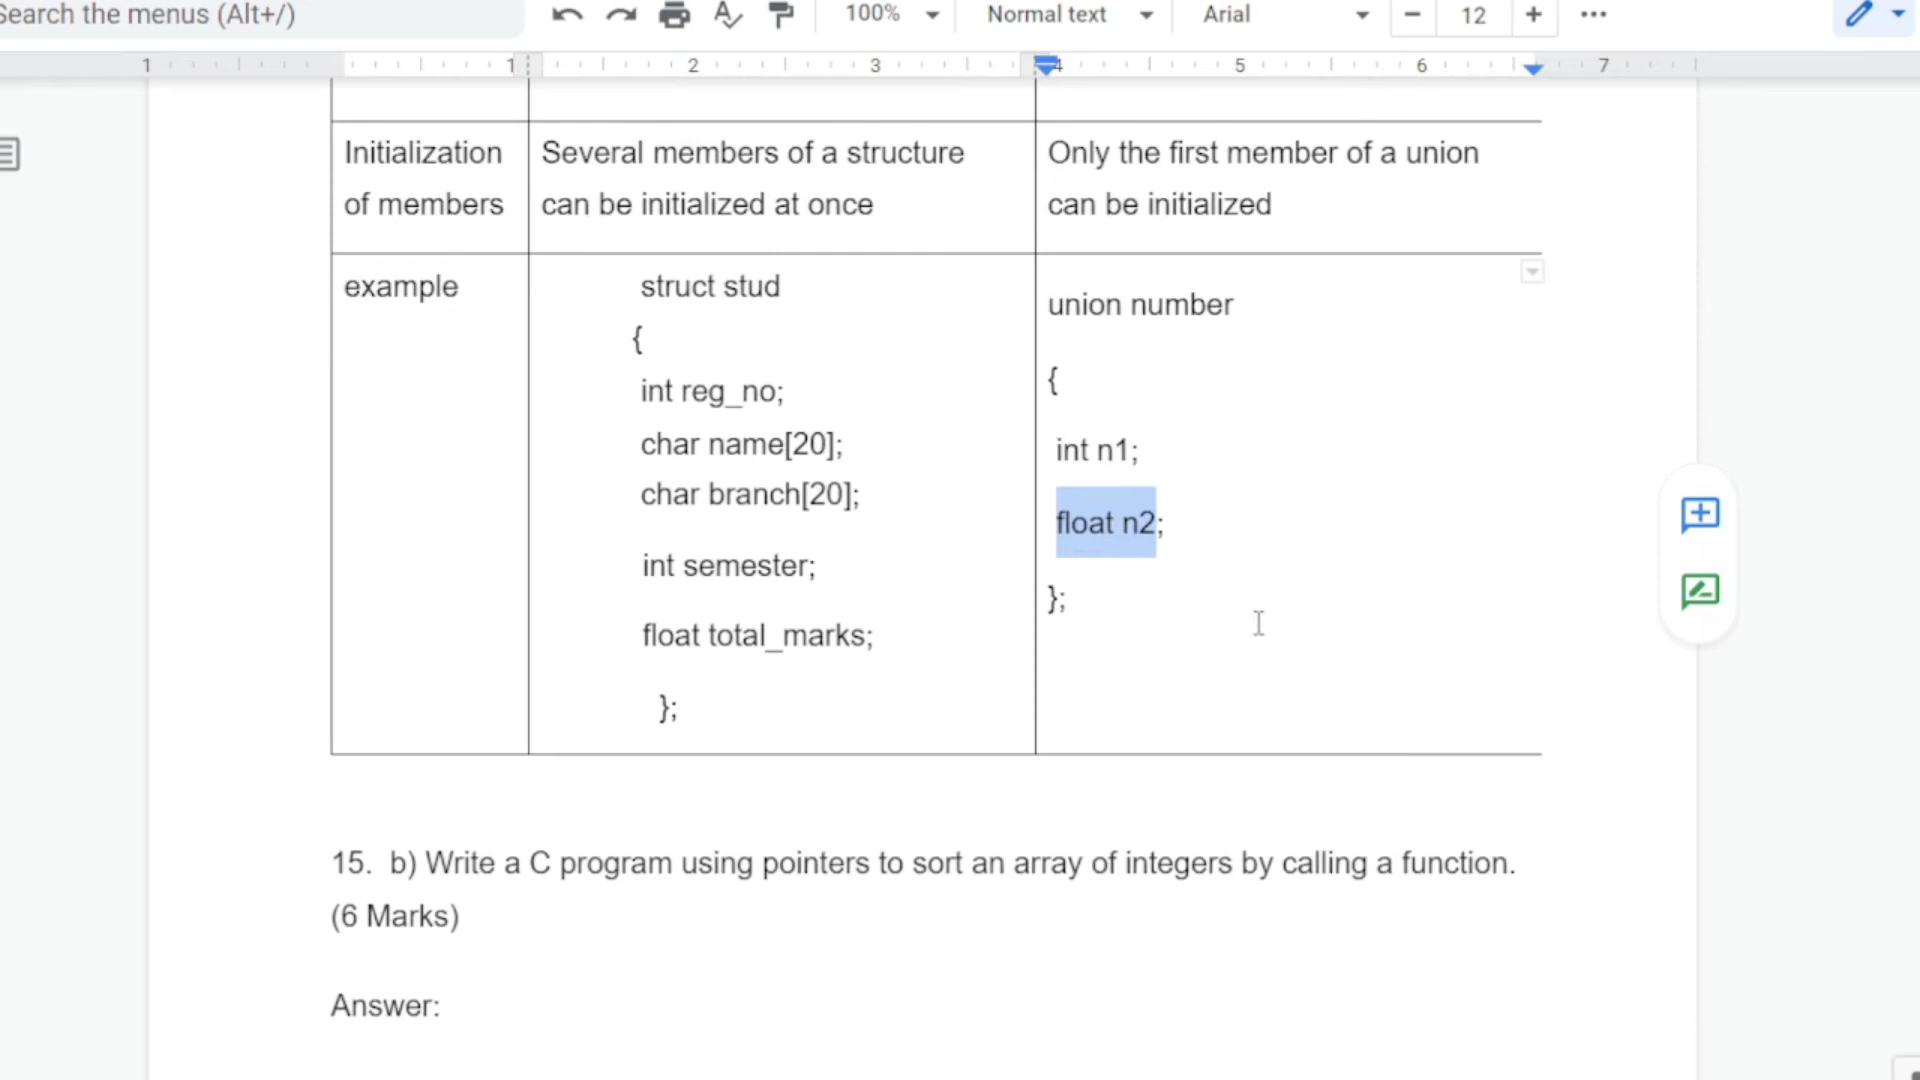 Search the menus (Alt+/)
100%
Normal text
Arial
12
1 1 2 3 4 5 6 7
Initialization of members
Several members of a structure can be initialized at once
Only the first member of a union can be initialized
example
struct stud
{
int reg_no;
char name[20];
char branch[20];
int semester;
float total_marks;
};
union number
{
int n1;
float n2;
};
15. b) Write a C program using pointers to sort an array of integers by calling a function.
(6 Marks)
Answer: